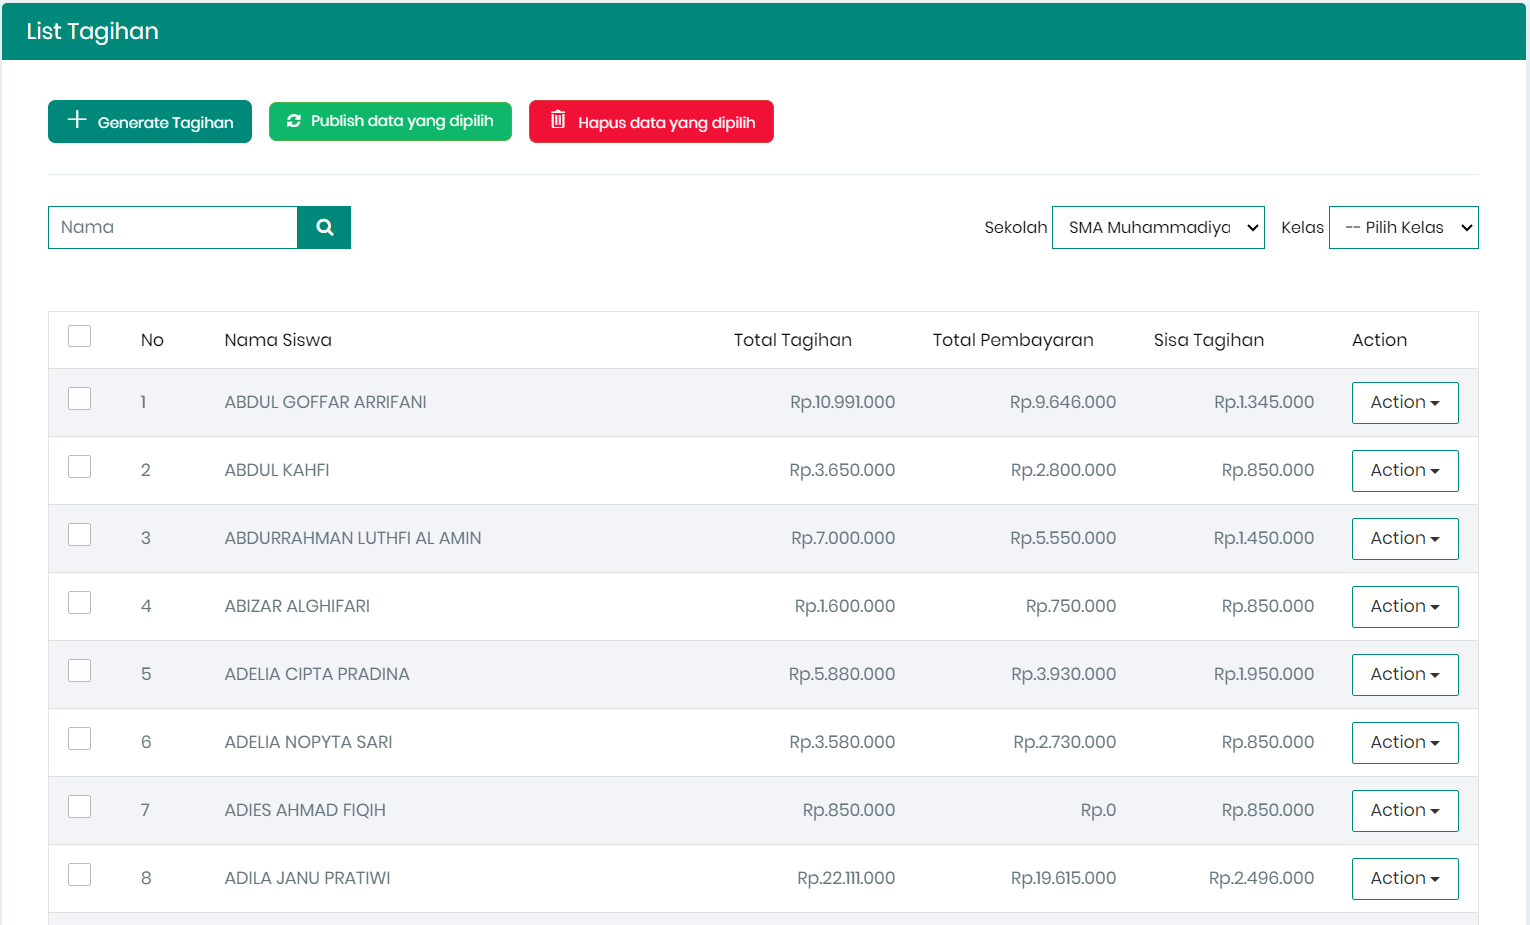 List Tagihan
Generate Tagihan Publish data yang dipilih Hapus data yang dipilih
Nama Sekolah SMA Muhammadiya Kelas -- Pilih Kelas
No Nama Siswa Total Tagihan Total Pembayaran Sisa Tagihan Action
1 ABDUL GOFFAR ARRIFANI Rp.10.991.000 Rp.9.646.000 Rp.1.345.000 Action
2 ABDUL KAHFI Rp.3.650.000 Rp.2.800.000 Rp.850.000 Action
3 ABDURRAHMAN LUTHFI AL AMIN Rp.7.000.000 Rp.5.550.000 Rp.1.450.000 Action
4 ABIZAR ALGHIFARI Rp.1.600.000 Rp.750.000 Rp.850.000 Action
5 ADELIA CIPTA PRADINA Rp.5.880.000 Rp.3.930.000 Rp.1.950.000 Action
6 ADELIA NOPYTA SARI Rp.3.580.000 Rp.2.730.000 Rp.850.000 Action
7 ADIES AHMAD FIQIH Rp.850.000 Rp.0 Rp.850.000 Action
8 ADILA JANU PRATIWI Rp.22.111.000 Rp.19.615.000 Rp.2.496.000 Action